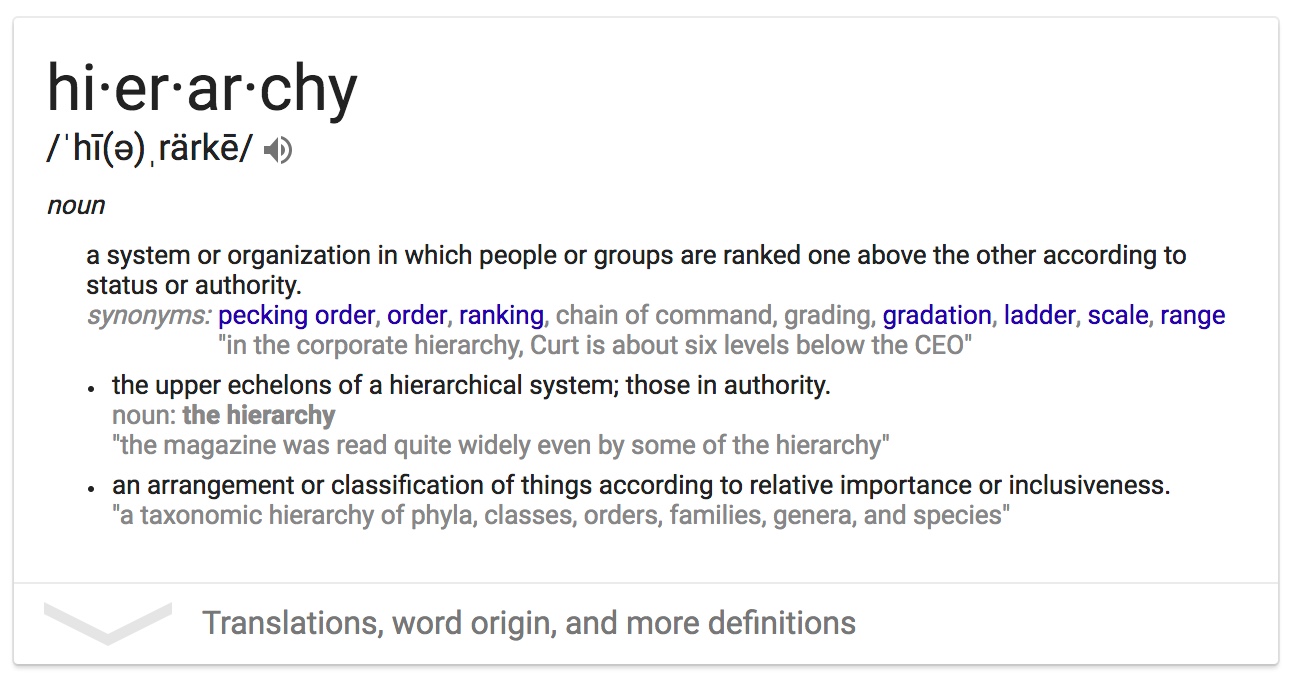 hi·er·ar·chy
/ˈhī(ə)ˌrärkē/
noun
a system or organization in which people or groups are ranked one above the other according to
status or authority.
synonyms: pecking order, order, ranking, chain of command, grading, gradation, ladder, scale, range
"in the corporate hierarchy, Curt is about six levels below the CEO"
• the upper echelons of a hierarchical system; those in authority.
noun: the hierarchy
"the magazine was read quite widely even by some of the hierarchy"
• an arrangement or classification of things according to relative importance or inclusiveness.
"a taxonomic hierarchy of phyla, classes, orders, families, genera, and species"
Translations, word origin, and more definitions